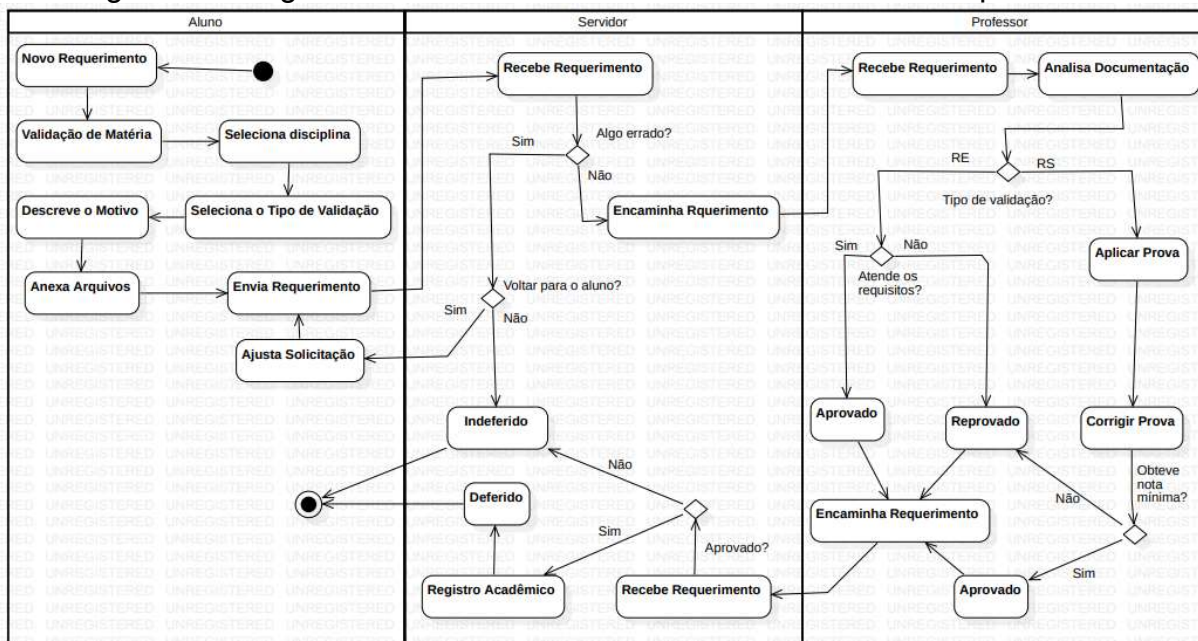 Aluno
Servidor
Professor
Novo Requerimento
Validação de Matéria
Seleciona disciplina
Descreve o Motivo
Seleciona o Tipo de Validação
Anexa Arquivos
Envia Requerimento
Ajusta Solicitação
Recebe Requerimento
Algo errado?
Sim
Não
Encaminha Rquerimento
Voltar para o aluno?
Sim
Não
Indeferido
Não
Deferido
Sim
Aprovado?
Registro Acadêmico
Recebe Requerimento
Recebe Requerimento
Analisa Documentação
RE
RS
Tipo de validação?
Sim
Não
Atende os
requisitos?
Aplicar Prova
Aprovado
Reprovado
Corrigir Prova
Obteve
nota
mínima?
Não
Encaminha Requerimento
Sim
Aprovado
UNREGISTERED